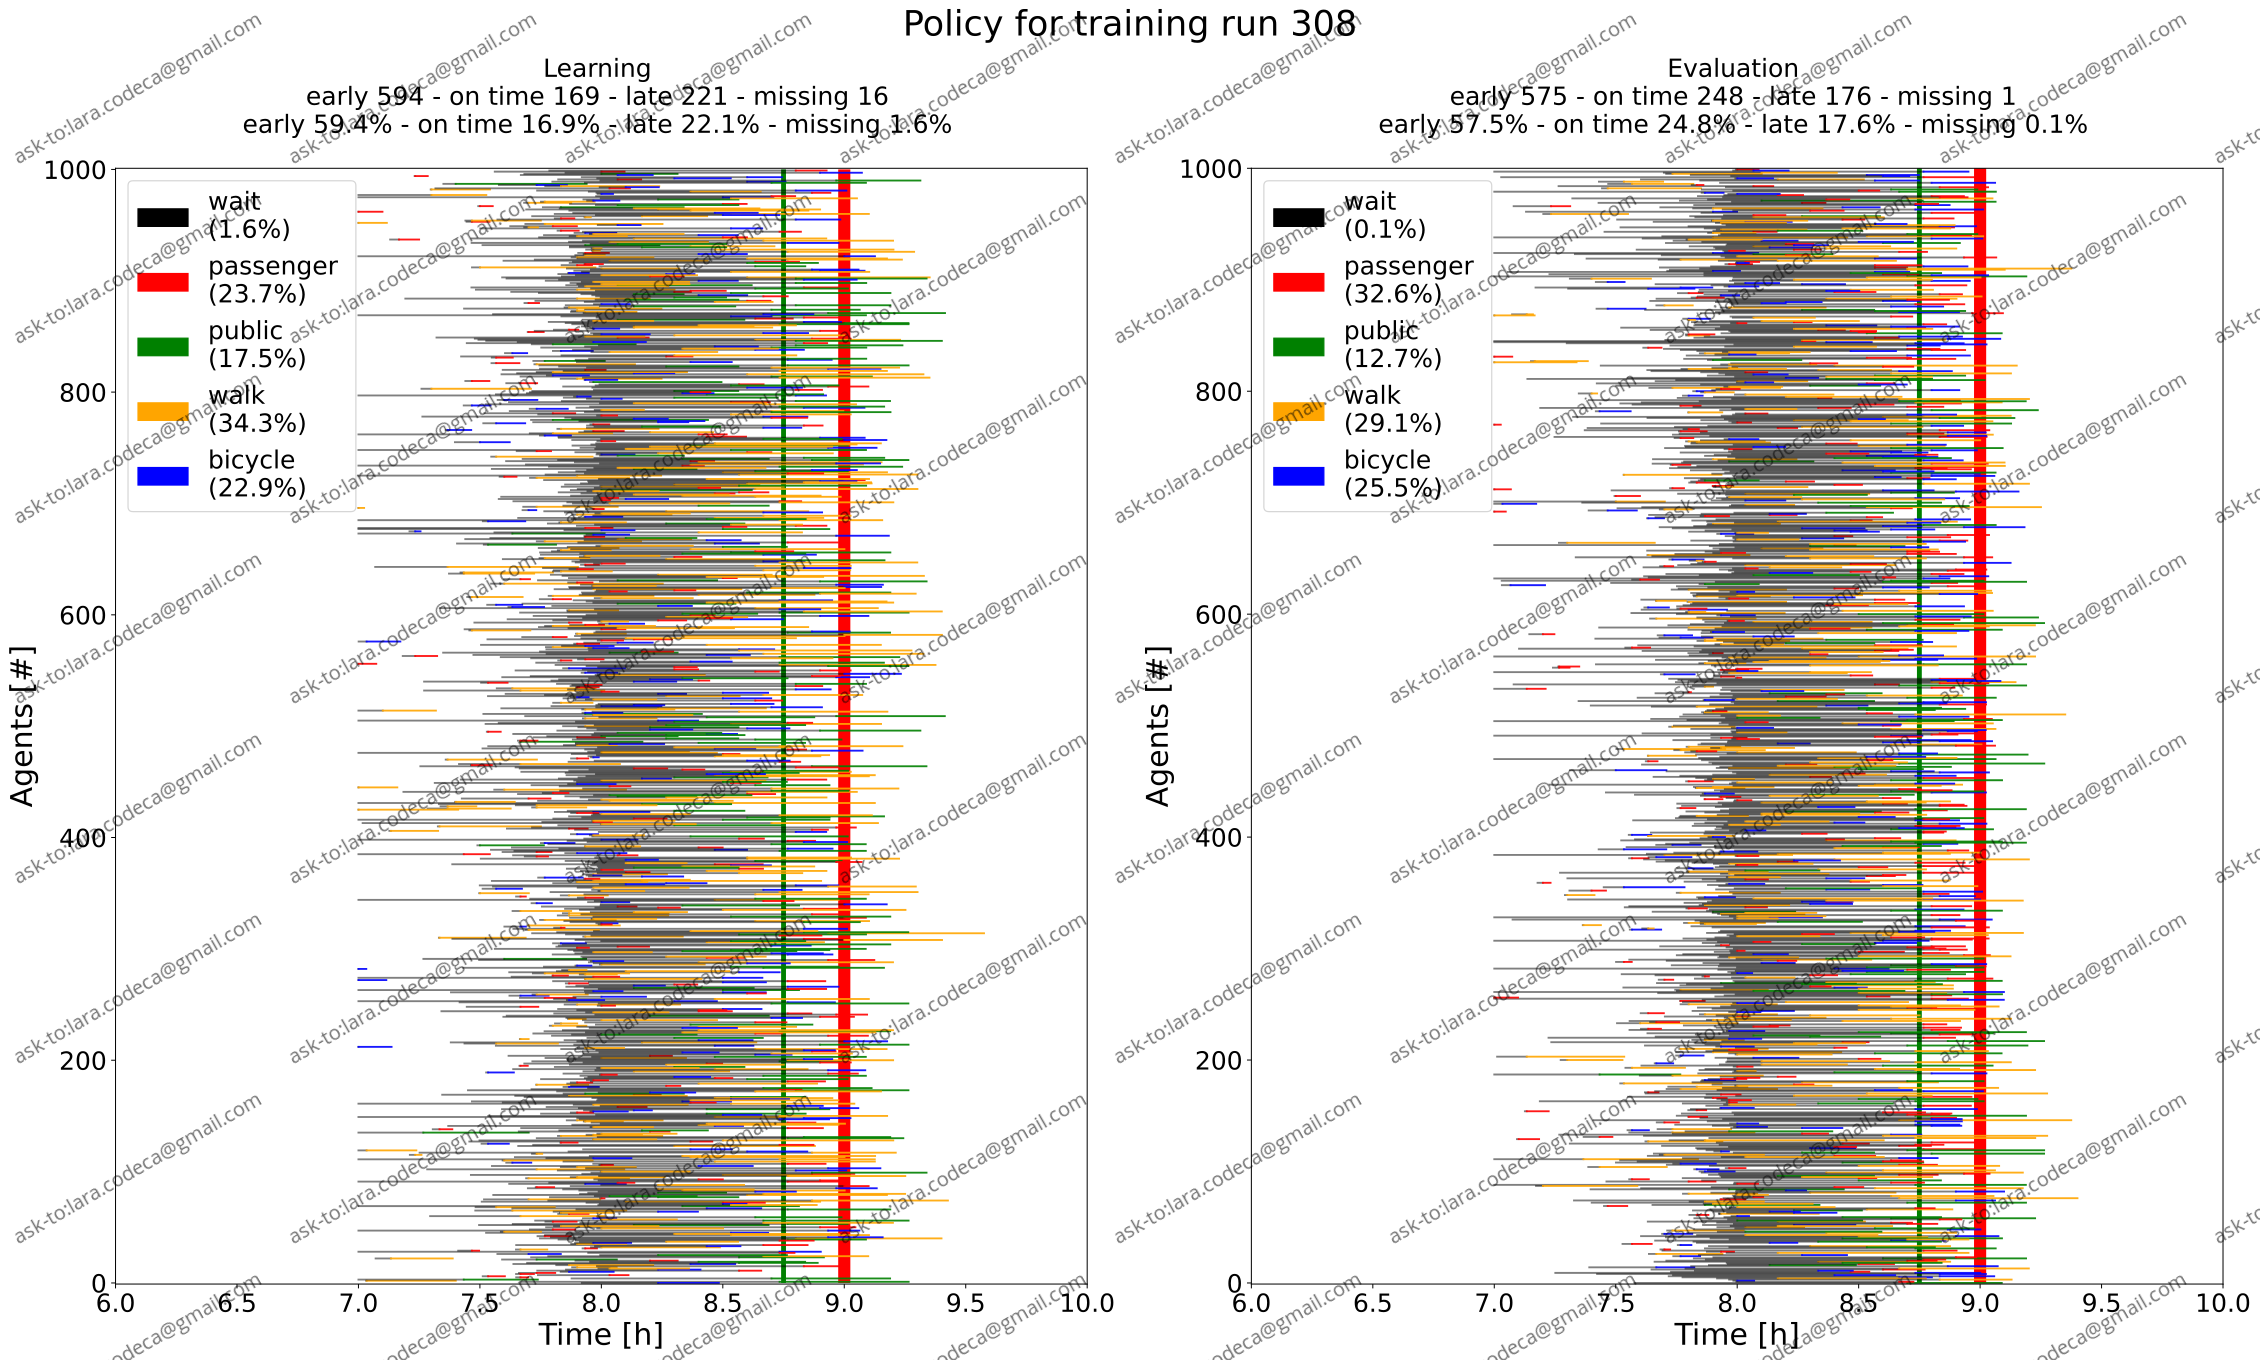 Policy for training run 308
Learning
early 594 - on time 169 - late 221 - missing 16
early 59.4% - on time 16.9% - late 22.1% - missing 1.6%
wait
(1.6%)
passenger
(23.7%)
public
(17.5%)
walk
(34.3%)
bicycle
(22.9%)
Agents [#]
1000
800
600
400
200
0
6.0 6.5 7.0 7.5 8.0 8.5 9.0 9.5 10.0
Time [h]
Evaluation
early 575 - on time 248 - late 176 - missing 1
early 57.5% - on time 24.8% - late 17.6% - missing 0.1%
wait
(0.1%)
passenger
(32.6%)
public
(12.7%)
walk
(29.1%)
bicycle
(25.5%)
Agents [#]
1000
800
600
400
200
0
6.0 6.5 7.0 7.5 8.0 8.5 9.0 9.5 10.0
Time [h]
ask-to:lara.codeca@gmail.com